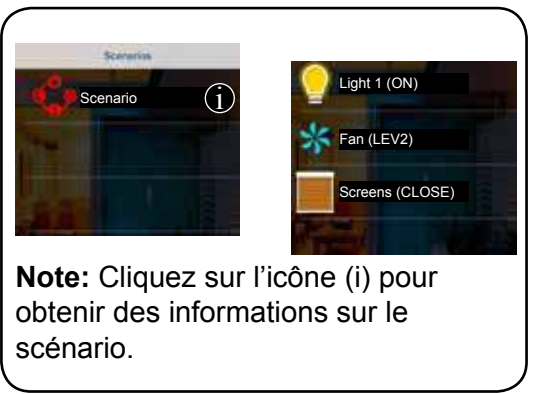 Scenarios
Scenario i
Light 1 (ON)
Fan (LEV2)
Screens (CLOSE)
Note: Cliquez sur l’icône (i) pour
obtenir des informations sur le
scénario.